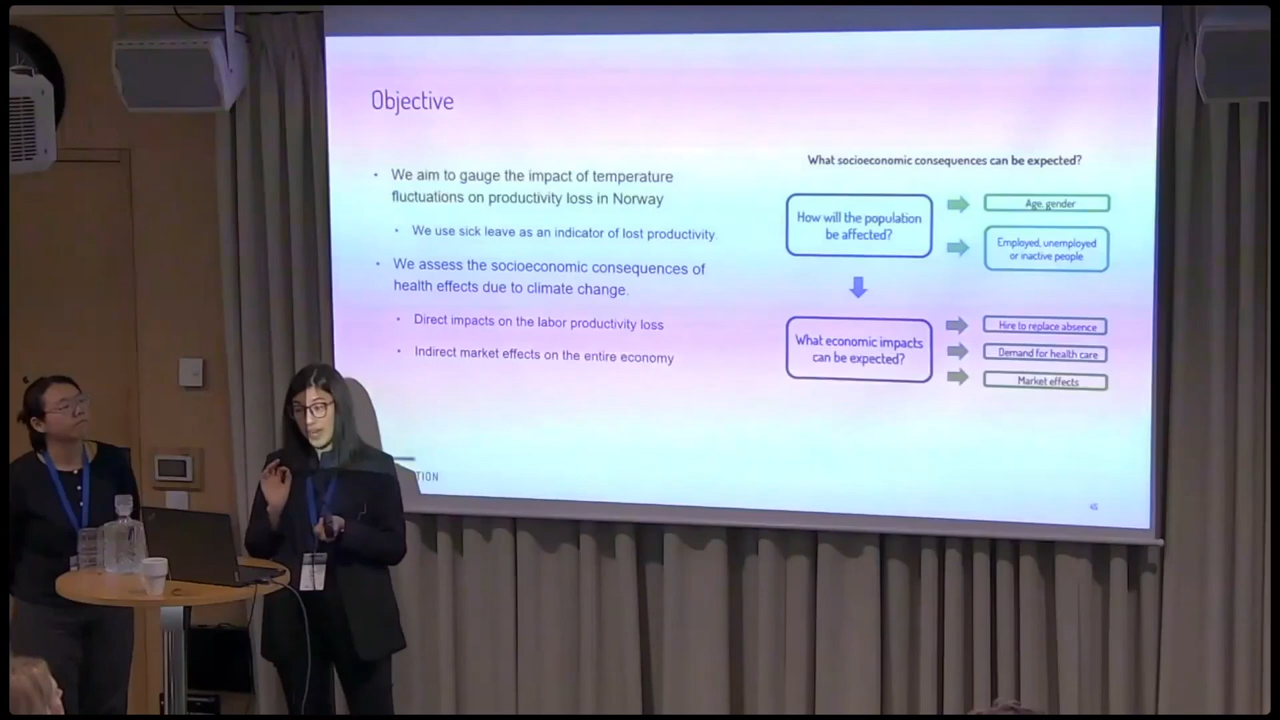 Objective
We aim to gauge the impact of temperature
fluctuations on productivity loss in Norway
We use sick leave as an indicator of lost productivity.
We assess the socioeconomic consequences of
health effects due to climate change.
Direct impacts on the labor productivity loss
Indirect market effects on the entire economy
What socioeconomic consequences can be expected?
How will the population
be affected?
Age, gender
Employed, unemployed
or inactive people
What economic impacts
can be expected?
Hire to replace absence
Demand for health care
Market effects
TION
45